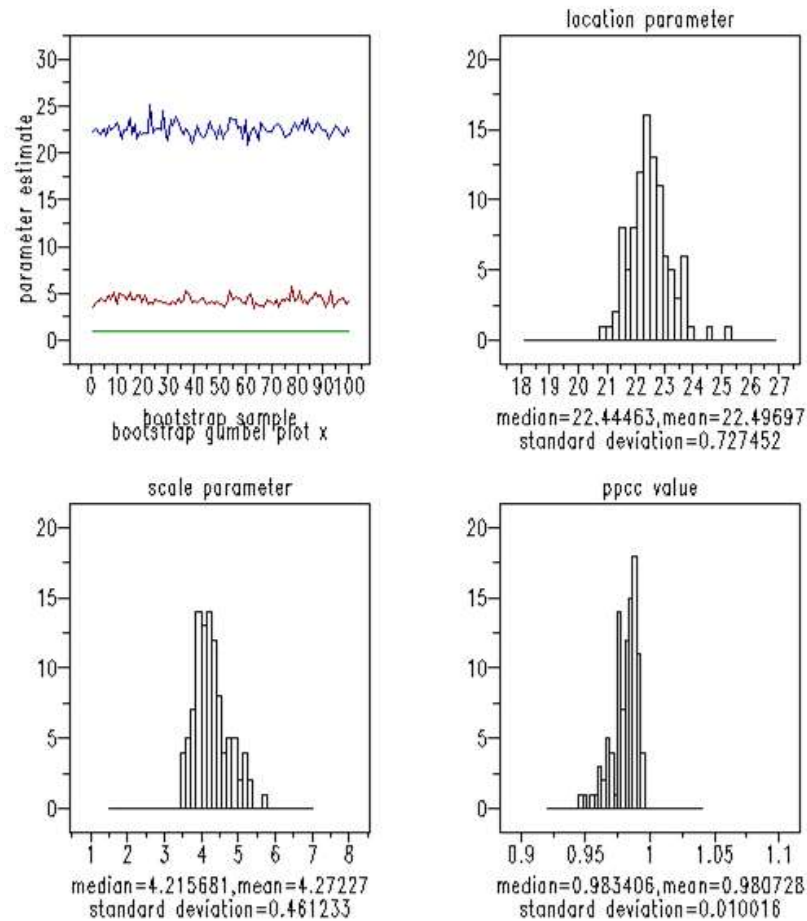 parameter estimate
30
25
20
15
10
5
0
0 10 20 30 40 50 60 70 80 90 100
bootstrap sample
bootstrap gumbel plot x
location parameter
20
15
10
5
0
18 19 20 21 22 23 24 25 26 27
median=22.44463,mean=22.49697
standard deviation=0.727452
scale parameter
20
15
10
5
0
1 2 3 4 5 6 7 8
median=4.215681,mean=4.27227
standard deviation=0.461233
ppcc value
20
15
10
5
0
0.9 0.95 1 1.05 1.1
median=0.983406,mean=0.980728
standard deviation=0.010016